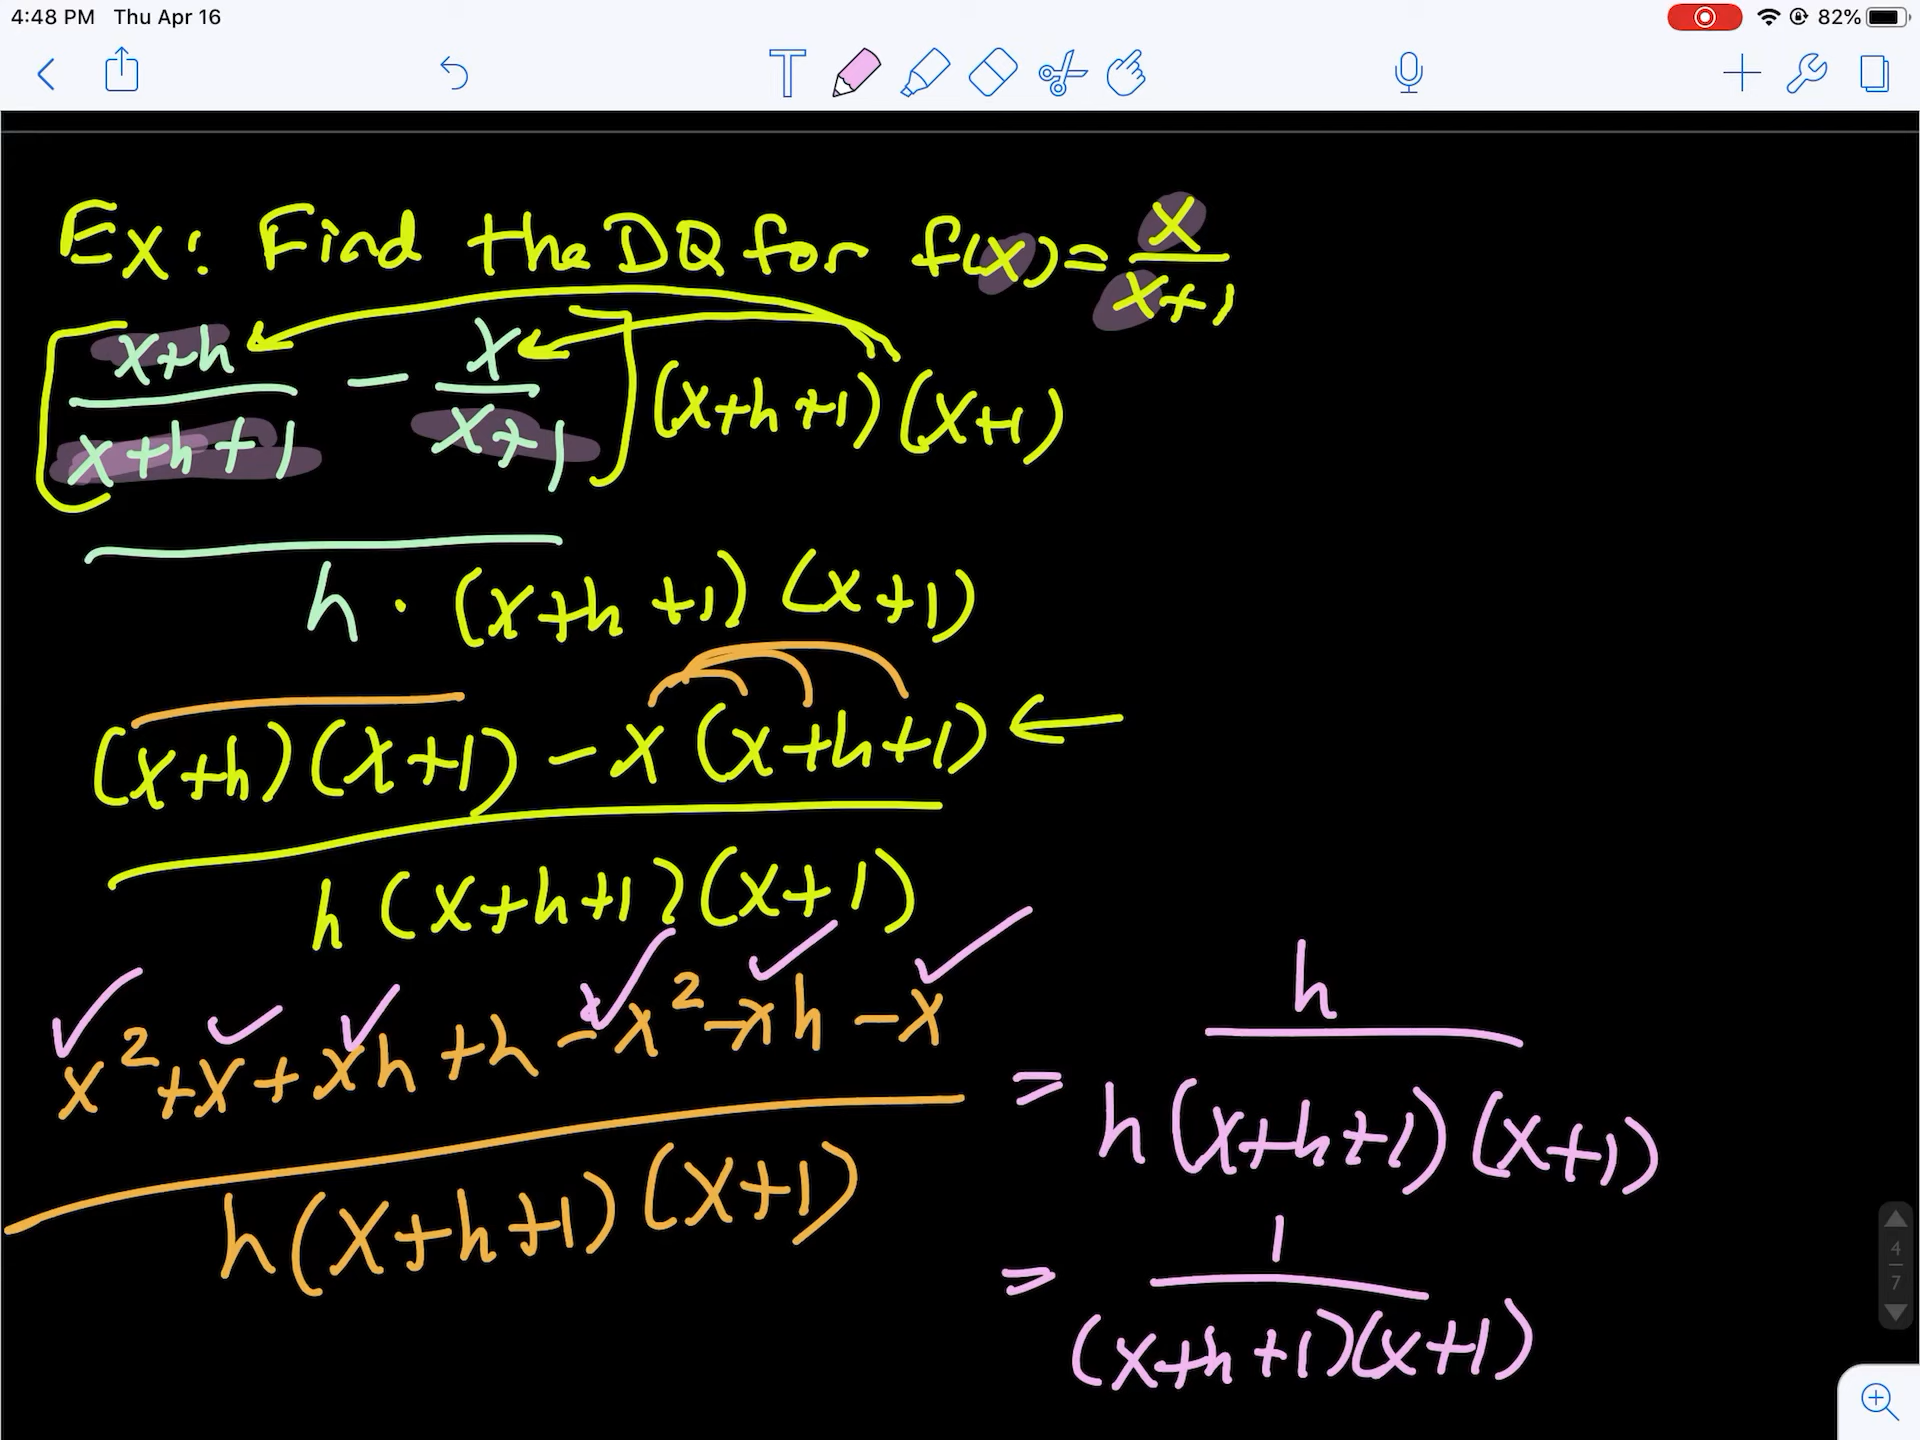 4:48 PM Thu Apr 16 82%
T
Ex: Find the DQ for f(x) = x/(x+1)
[(x+h)/(x+h+1) − x/(x+1)] (x+h+1)(x+1)
h · (x+h+1)(x+1)
(x+h)(x+1) − x(x+h+1) ←
h(x+h+1)(x+1)
x² + x + xh + h − x² − xh − x
h(x+h+1)(x+1)
= h/(h(x+h+1)(x+1))
= 1/((x+h+1)(x+1))
4
7